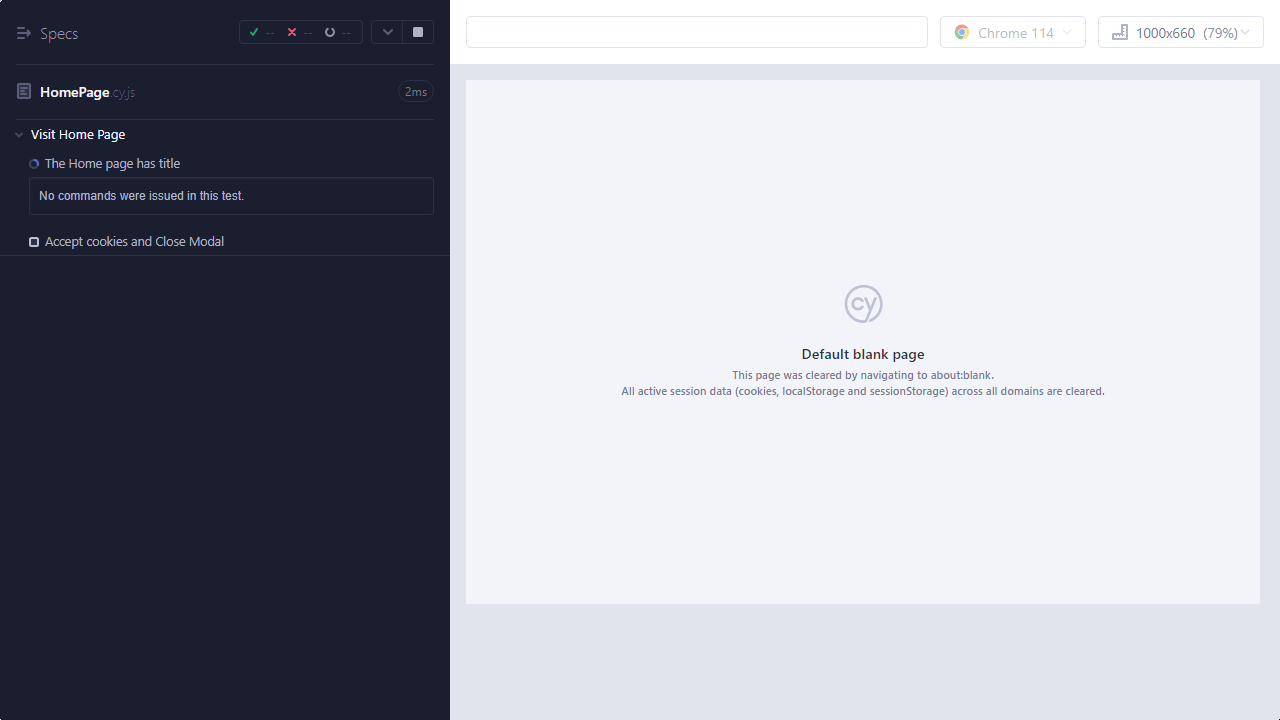 Specs
-- -- --
Chrome 114
1000x660 (79%)
HomePage.cy.js
2ms
Visit Home Page
The Home page has title
No commands were issued in this test.
Accept cookies and Close Modal
cy
Default blank page
This page was cleared by navigating to about:blank.
All active session data (cookies, localStorage and sessionStorage) across all domains are cleared.